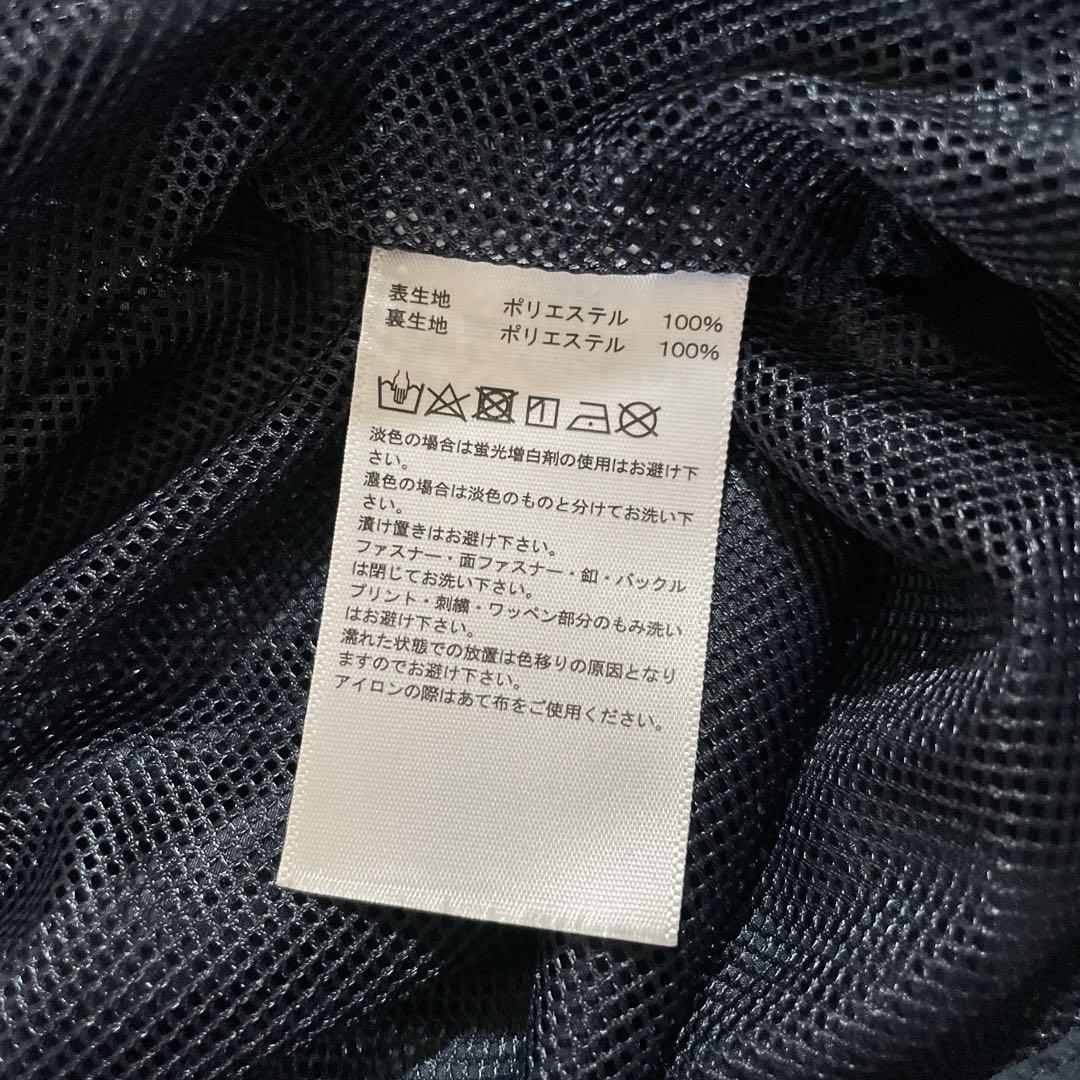 表生地 ポリエステル 100%
裏生地 ポリエステル 100%
淡色の場合は蛍光増白剤の使用はお避け下
さい。
濃色の場合は淡色のものと分けてお洗い下
さい。
漬け置きはお避け下さい。
ファスナー・面ファスナー・釦・バックル
は閉じてお洗い下さい。
プリント・刺繍・ワッペン部分のもみ洗い
はお避け下さい。
濡れた状態での放置は色移りの原因となり
ますのでお避け下さい。
アイロンの際はあて布をご使用ください。